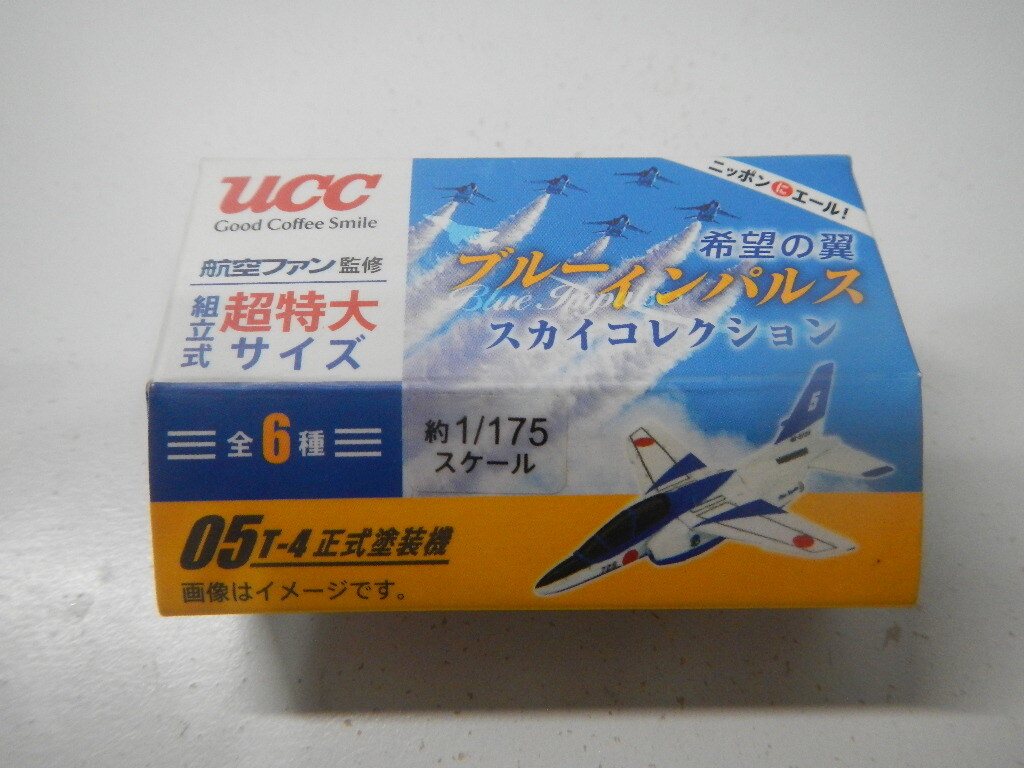 ucc
Good Coffee Smile
航空ファン監修
組立式
超特大
サイズ
ニッポンにエール!
希望の翼
ブルーインパルス
Blue Impulse
スカイコレクション
全6種
約1/175
スケール
05 T-4 正式塗装機
画像はイメージです。
5